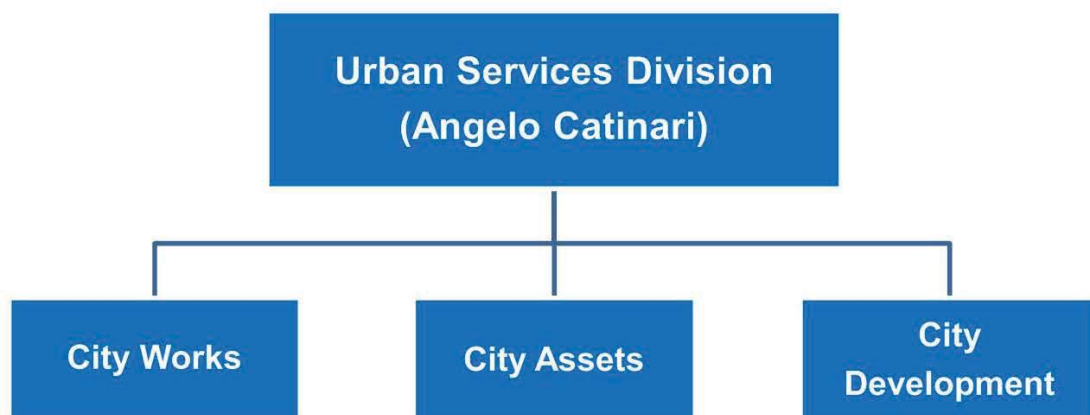 Urban Services Division
(Angelo Catinari)
City Works
City Assets
City
Development